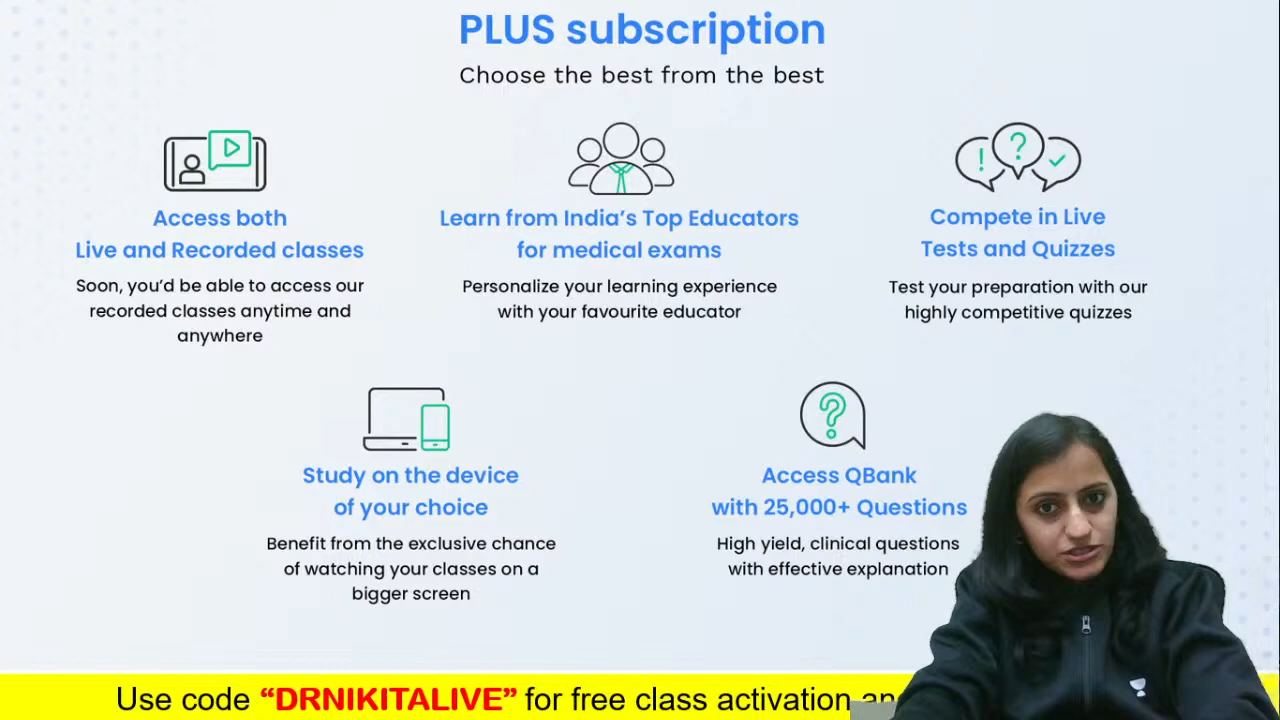 PLUS subscription
Choose the best from the best
Access both
Live and Recorded classes
Soon, you’d be able to access our
recorded classes anytime and
anywhere
Learn from India’s Top Educators
for medical exams
Personalize your learning experience
with your favourite educator
Compete in Live
Tests and Quizzes
Test your preparation with our
highly competitive quizzes
Study on the device
of your choice
Benefit from the exclusive chance
of watching your classes on a
bigger screen
Access QBank
with 25,000+ Questions
High yield, clinical questions
with effective explanation
Use code “DRNIKITALIVE” for free class activation